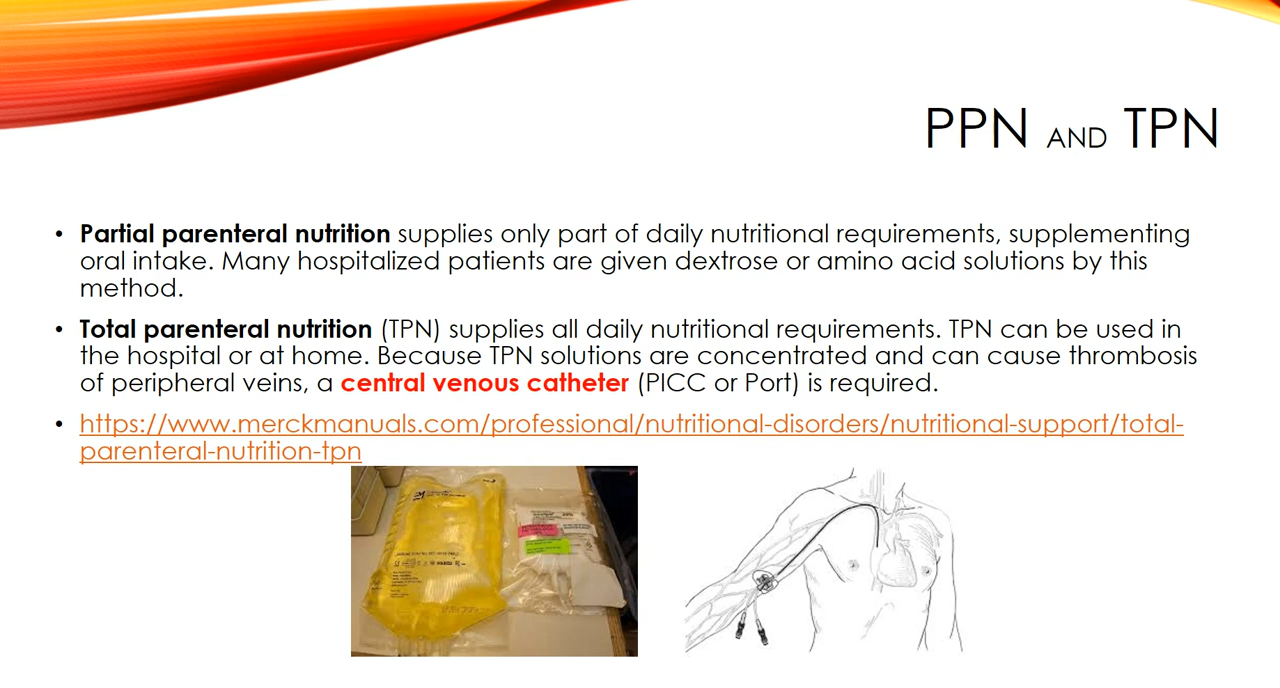 PPN AND TPN
• Partial parenteral nutrition supplies only part of daily nutritional requirements, supplementing
oral intake. Many hospitalized patients are given dextrose or amino acid solutions by this
method.
• Total parenteral nutrition (TPN) supplies all daily nutritional requirements. TPN can be used in
the hospital or at home. Because TPN solutions are concentrated and can cause thrombosis
of peripheral veins, a central venous catheter (PICC or Port) is required.
• https://www.merckmanuals.com/professional/nutritional-disorders/nutritional-support/total-
parenteral-nutrition-tpn